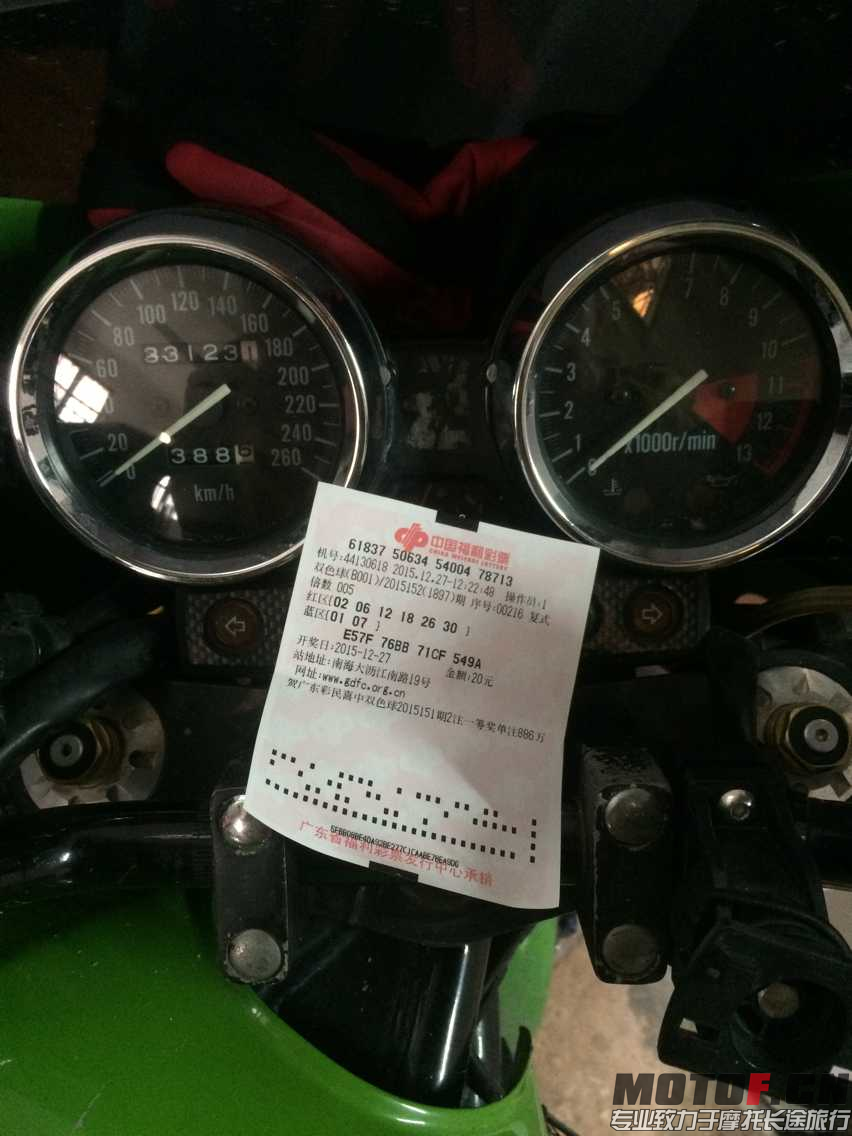 120
100
140
80
160
33123
180
200
220
20
388
240
0
260
km/h
7
5
8
4
9
3
10
2
11
1
12
0
x1000r/min
13
中国福利彩票
CHINA WELFARE LOTTERY
61837 50634 54004 78713
机号:44130618 2015.12.27-12:22:48 操作员:1
双色球(B001)/2015152(1897)期 序号:00216 复式
倍数 005
红区[02 06 12 18 26 30 ]
蓝区[01 07 ]
E57F 76BB 71CF 549A
开奖日:2015-12-27 金额:20元
站地址:南海大沥江南路19号
网址:www.gdfc.org.cn
贺广东彩民喜中双色球2015151期2注一等奖单注886万
广东省福利彩票发行中心承销
MOTOFCN
专业致力于摩托长途旅行